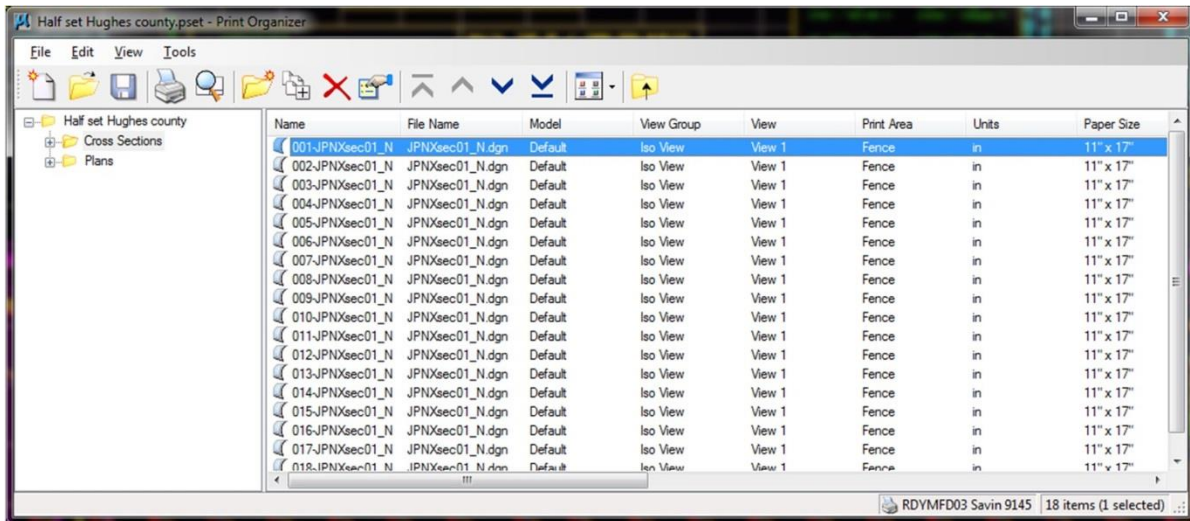 Half set Hughes county.pset - Print Organizer
File Edit View Tools
Half set Hughes county
Cross Sections
Plans
Name File Name Model View Group View Print Area Units Paper Size
001-JPNXsec01_N JPNXsec01_N.dgn Default Iso View View 1 Fence in 11" x 17"
002-JPNXsec01_N JPNXsec01_N.dgn Default Iso View View 1 Fence in 11" x 17"
003-JPNXsec01_N JPNXsec01_N.dgn Default Iso View View 1 Fence in 11" x 17"
004-JPNXsec01_N JPNXsec01_N.dgn Default Iso View View 1 Fence in 11" x 17"
005-JPNXsec01_N JPNXsec01_N.dgn Default Iso View View 1 Fence in 11" x 17"
006-JPNXsec01_N JPNXsec01_N.dgn Default Iso View View 1 Fence in 11" x 17"
007-JPNXsec01_N JPNXsec01_N.dgn Default Iso View View 1 Fence in 11" x 17"
008-JPNXsec01_N JPNXsec01_N.dgn Default Iso View View 1 Fence in 11" x 17"
009-JPNXsec01_N JPNXsec01_N.dgn Default Iso View View 1 Fence in 11" x 17"
010-JPNXsec01_N JPNXsec01_N.dgn Default Iso View View 1 Fence in 11" x 17"
011-JPNXsec01_N JPNXsec01_N.dgn Default Iso View View 1 Fence in 11" x 17"
012-JPNXsec01_N JPNXsec01_N.dgn Default Iso View View 1 Fence in 11" x 17"
013-JPNXsec01_N JPNXsec01_N.dgn Default Iso View View 1 Fence in 11" x 17"
014-JPNXsec01_N JPNXsec01_N.dgn Default Iso View View 1 Fence in 11" x 17"
015-JPNXsec01_N JPNXsec01_N.dgn Default Iso View View 1 Fence in 11" x 17"
016-JPNXsec01_N JPNXsec01_N.dgn Default Iso View View 1 Fence in 11" x 17"
017-JPNXsec01_N JPNXsec01_N.dgn Default Iso View View 1 Fence in 11" x 17"
018-JPNXsec01_N JPNXsec01_N.dgn Default Iso View View 1 Fence in 11" x 17"
RDYMFD03 Savin 9145 18 items (1 selected)